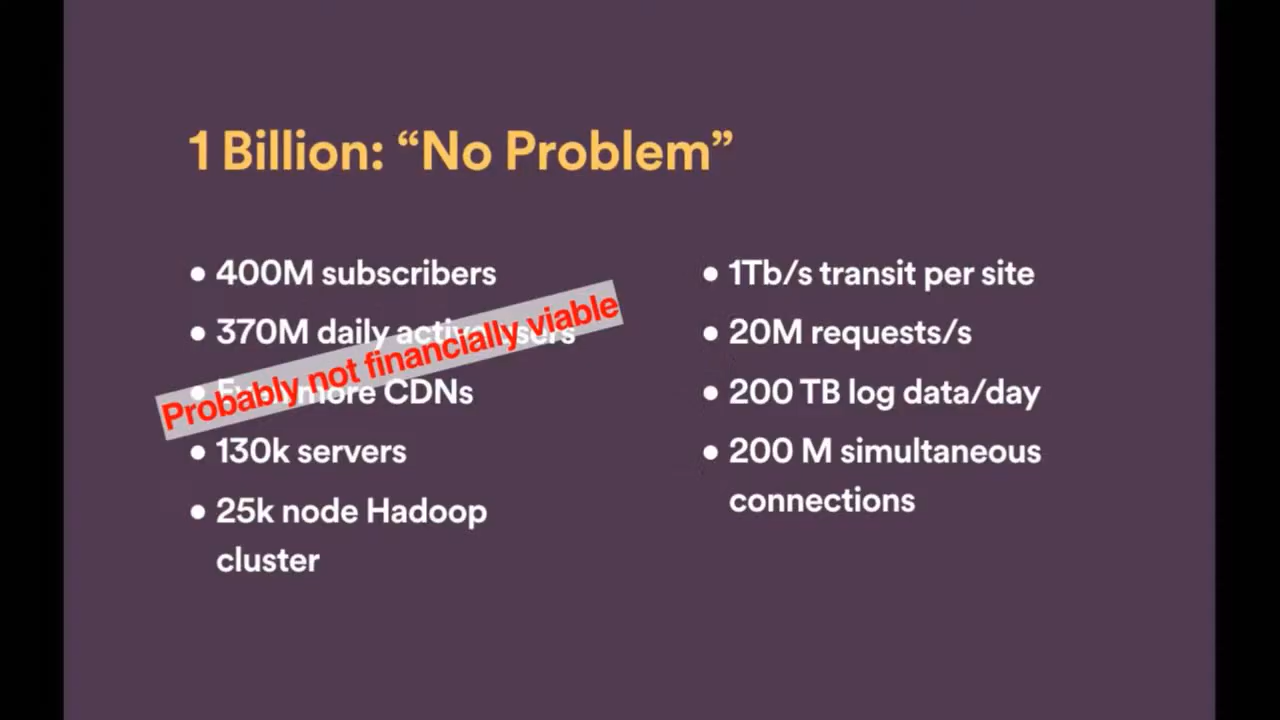 1 Billion: “No Problem”
• 400M subscribers
• 370M daily active users
Probably not financially viable
• Even more CDNs
• 130k servers
• 25k node Hadoop
cluster
• 1Tb/s transit per site
• 20M requests/s
• 200 TB log data/day
• 200 M simultaneous
connections